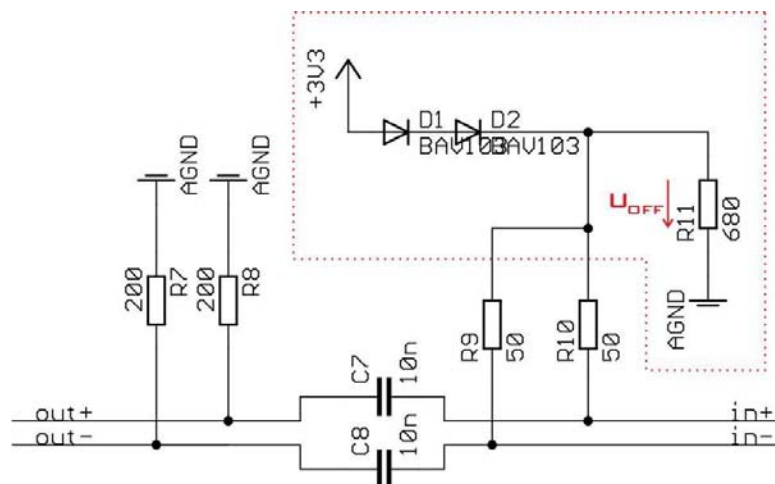 +3V3
D1
BAV103
D2
BAV103
AGND
AGND
UOFF
R11
680
200
R7
200
R8
AGND
R9
50
R10
50
C7
10n
out+
in+
out-
in-
C8
10n